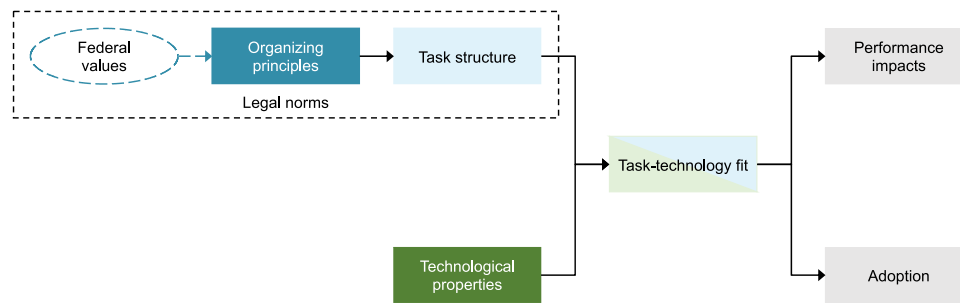 Federal
values
Organizing
principles
Task structure
Legal norms
Performance
impacts
Task-technology fit
Technological
properties
Adoption